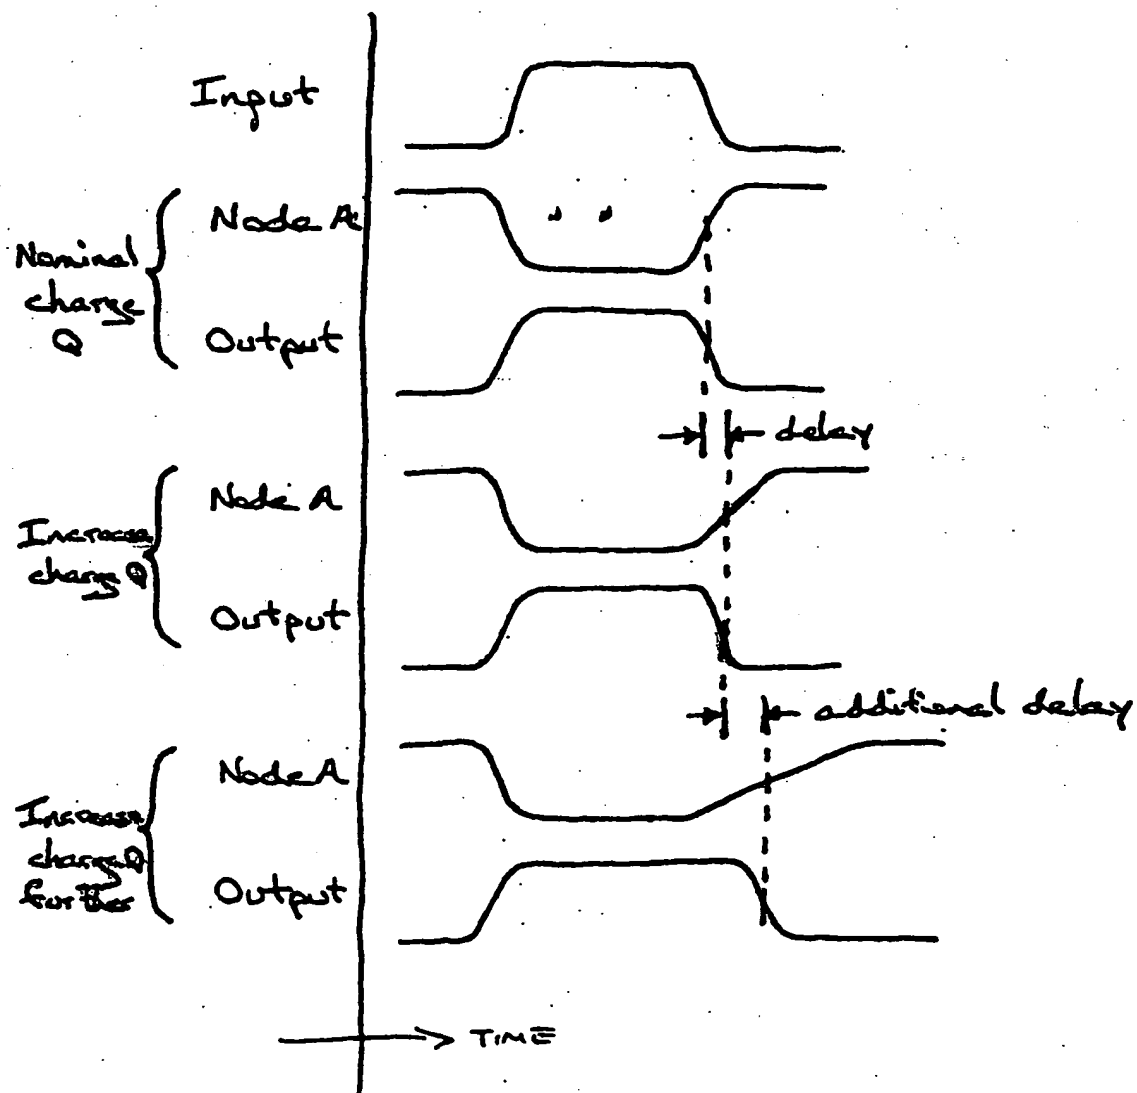 Input
Node A
Nominal
charge
Q
Output
delay
Node A
Increase
charge Q
Output
additional delay
Node A
Increase
charge Q
further
Output
TIME